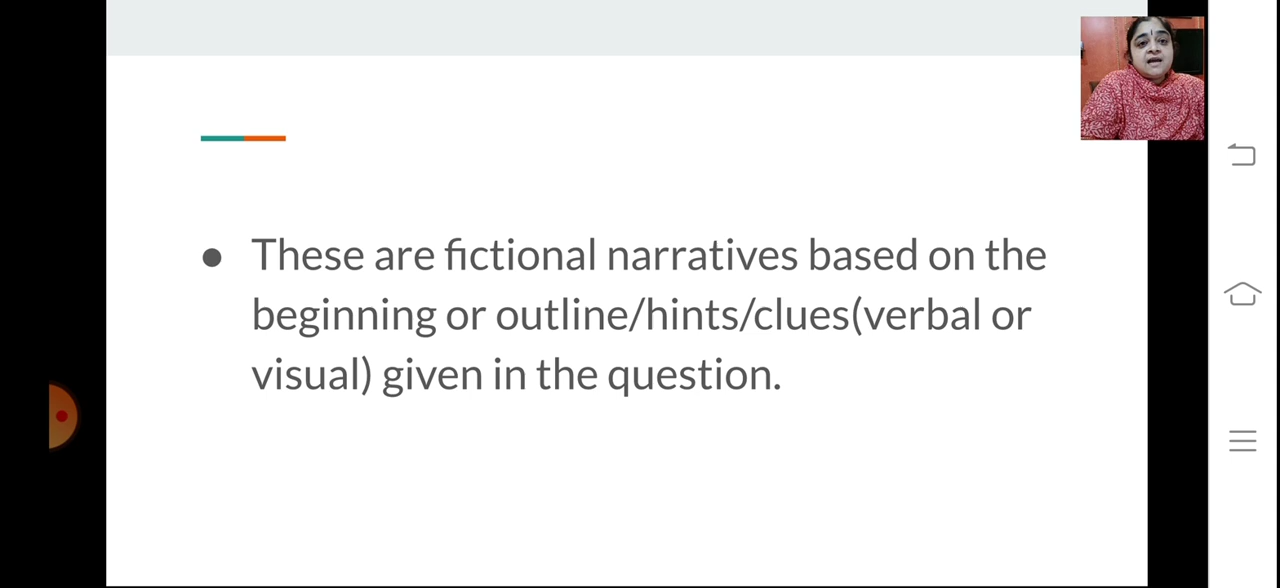 ● These are fictional narratives based on the
beginning or outline/hints/clues(verbal or
visual) given in the question.